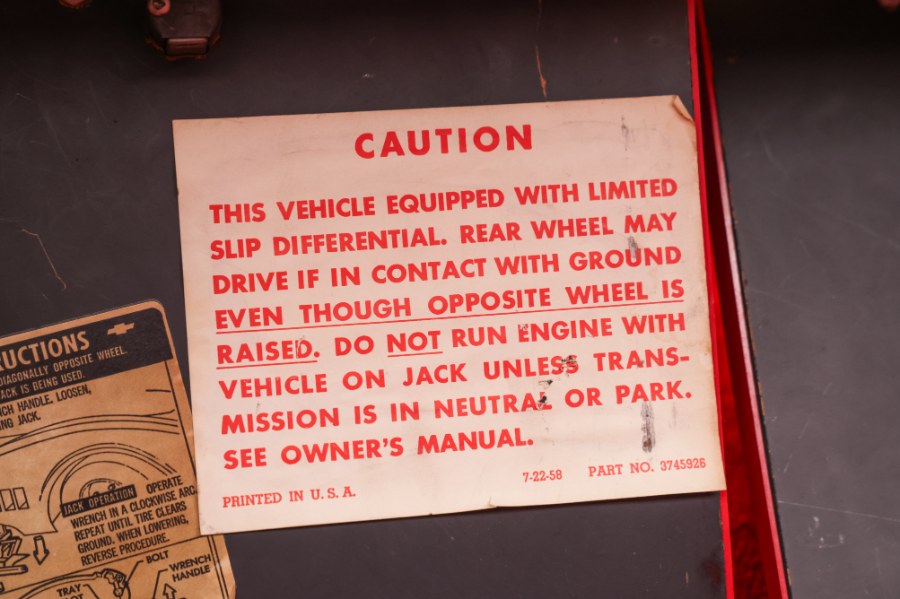 CAUTION
THIS VEHICLE EQUIPPED WITH LIMITED
SLIP DIFFERENTIAL. REAR WHEEL MAY
DRIVE IF IN CONTACT WITH GROUND
EVEN THOUGH OPPOSITE WHEEL IS
RAISED. DO NOT RUN ENGINE WITH
VEHICLE ON JACK UNLESS TRANS-
MISSION IS IN NEUTRAL OR PARK.
SEE OWNER'S MANUAL.
PRINTED IN U. S. A.
7-22-58 PART NO. 3745926
RUCTIONS
DIAGONALLY OPPOSITE WHEEL.
JACK IS BEING USED.
NCH HANDLE, LOOSEN,
NG JACK.
JACK OPERATION OPERATE
WRENCH IN A CLOCKWISE ARC
REPEAT UNTIL TIRE CLEARS
GROUND. WHEN LOWERING,
REVERSE PROCEDURE.
BOLT
WRENCH
HANDLE
TRAY